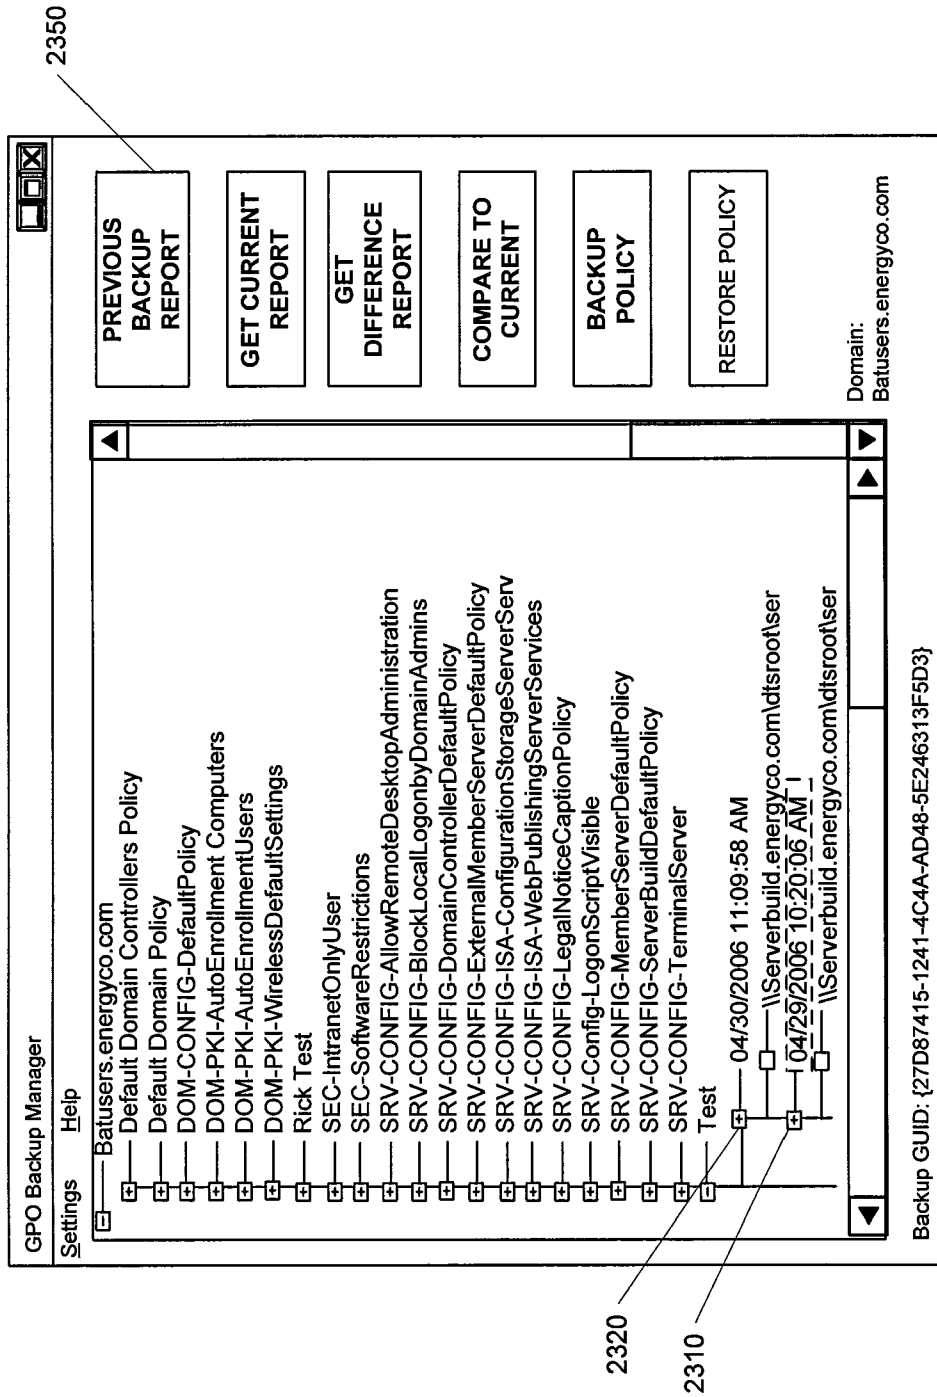 GPO Backup Manager
Settings Help
Batusers.energyco.com
Default Domain Controllers Policy
Default Domain Policy
DOM-CONFIG-DefaultPolicy
DOM-PKI-AutoEnrollment Computers
DOM-PKI-AutoEnrollmentUsers
DOM-PKI-WirelessDefaultSettings
Rick Test
SEC-IntranetOnlyUser
SEC-SoftwareRestrictions
SRV-CONFIG-AllowRemoteDesktopAdministration
SRV-CONFIG-BlockLocalLogonbyDomainAdmins
SRV-CONFIG-DomainControllerDefaultPolicy
SRV-CONFIG-ExternalMemberServerDefaultPolicy
SRV-CONFIG-ISA-ConfigurationStorageServerServ
SRV-CONFIG-ISA-WebPublishingServerServices
SRV-CONFIG-LegalNoticeCaptionPolicy
SRV-Config-LogonScriptVisible
SRV-CONFIG-MemberServerDefaultPolicy
SRV-CONFIG-ServerBuildDefaultPolicy
SRV-CONFIG-TerminalServer
Test
04/30/2006 11:09:58 AM
\\Serverbuild.energyco.com\dtsroot\ser
04/29/2006 10:20:06 AM
\\Serverbuild.energyco.com\dtsroot\ser
PREVIOUS
BACKUP
REPORT
GET CURRENT
REPORT
GET
DIFFERENCE
REPORT
COMPARE TO
CURRENT
BACKUP
POLICY
RESTORE POLICY
Domain:
Batusers.energyco.com
Backup GUID: {27D87415-1241-4C4A-AD48-5E246313F5D3}
2350
2320
2310